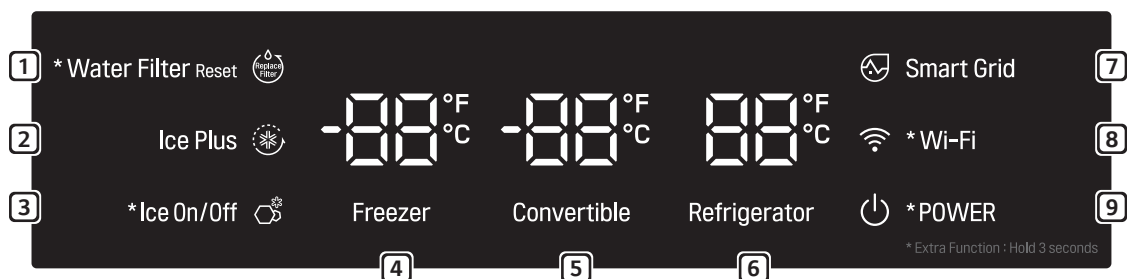 1 * Water Filter Reset Replace Filter
-88 °F °C
-88 °F °C
88 °F °C
Smart Grid 7
2 Ice Plus
* Wi-Fi 8
3 * Ice On/Off
Freezer
Convertible
Refrigerator
* POWER 9
* Extra Function : Hold 3 seconds
4
5
6